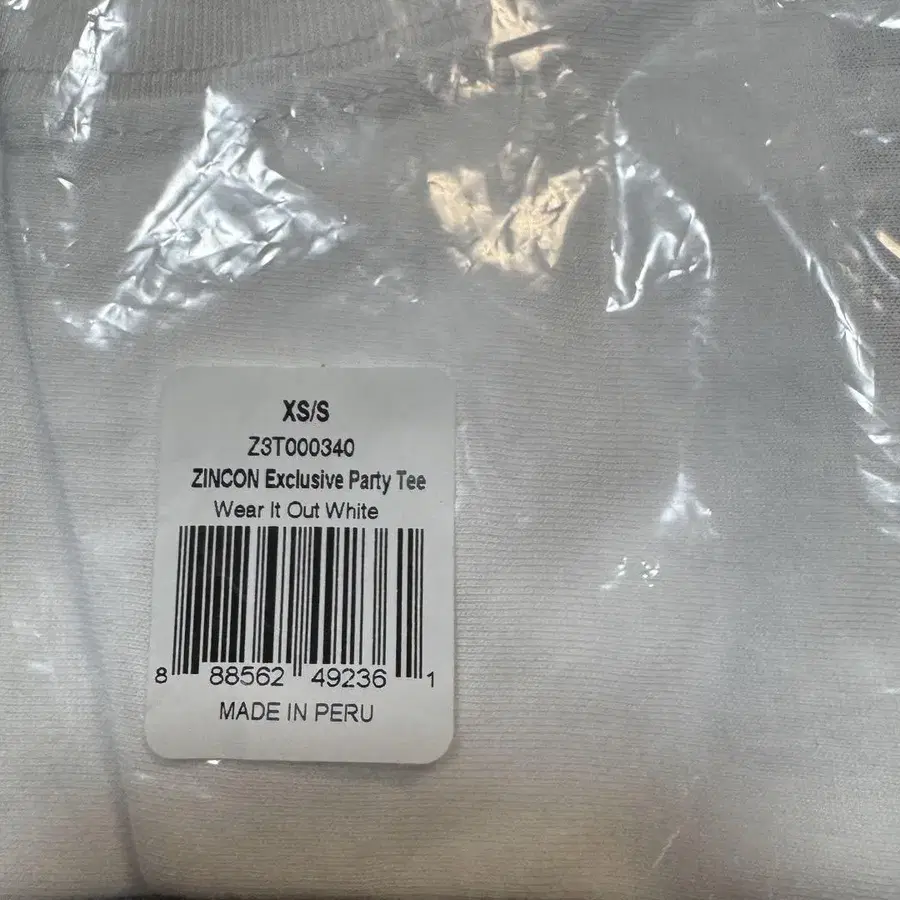 XS/S
Z3T000340
ZINCON Exclusive Party Tee
Wear It Out White
8 88562 49236 1
MADE IN PERU